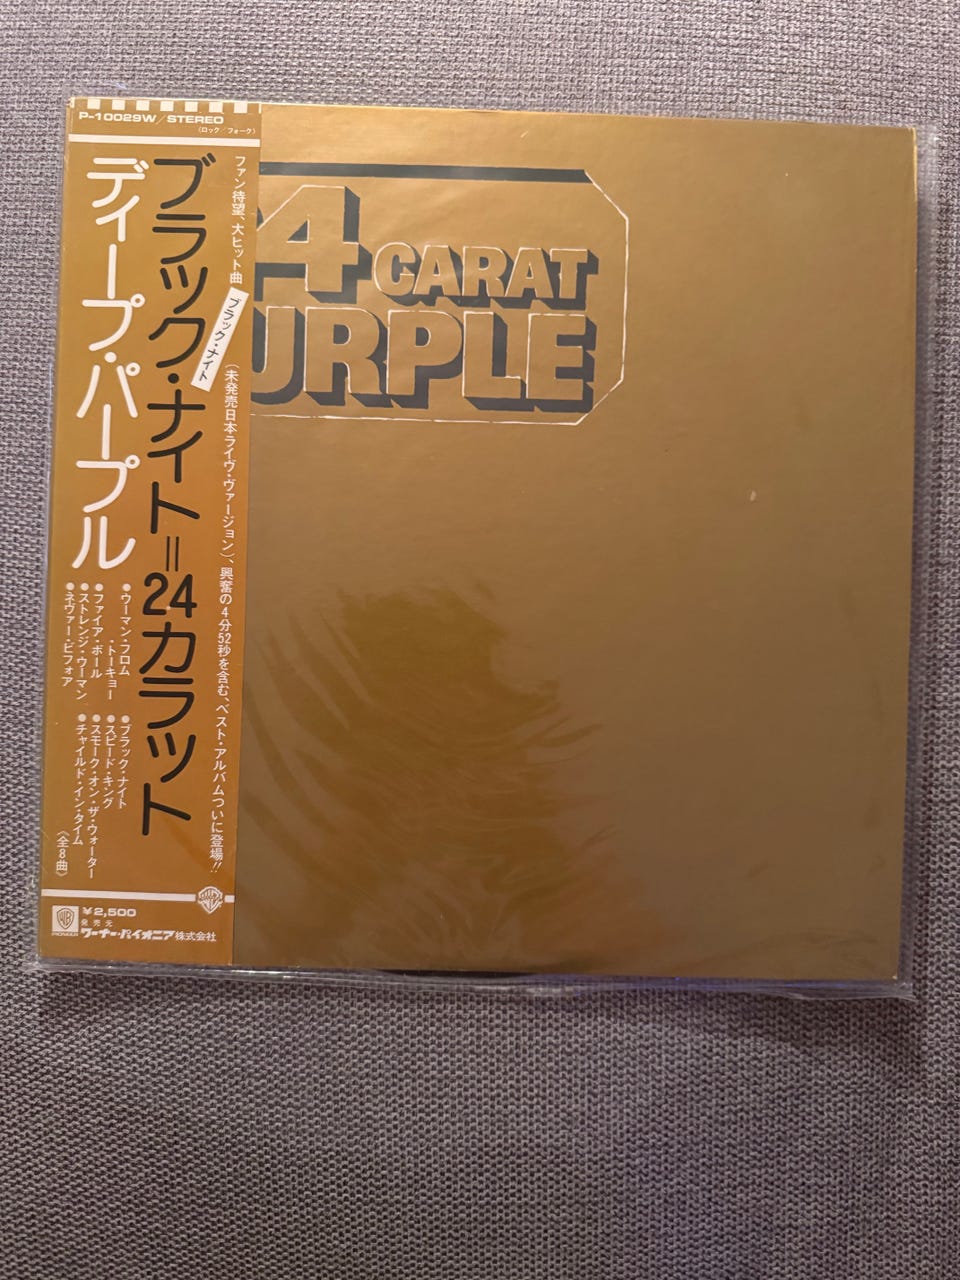 P-10029W/STEREO
(ロック／フォーク)
ファン待望、大ヒット曲
ブラック・ナイト
(未発売日本ライヴ・ヴァージョン)、興奮の4分52秒を含む、ベスト・アルバムついに登場!!
ブラック・ナイト=24カラット
ディープ・パープル
●ウーマン・フロム
・トーキョー
●ファイア・ボール
●ストレンジ・ウーマン
●ネヴァー・ビフォア
●ブラック・ナイト
●スピード・キング
●スモーク・オン・ザ・ウォーター
●チャイルド・イン・タイム
〈全8曲〉
WB
PIONEER
¥2,500
発売元
ワーナー・パイオニア株式会社
4 CARAT
URPLE